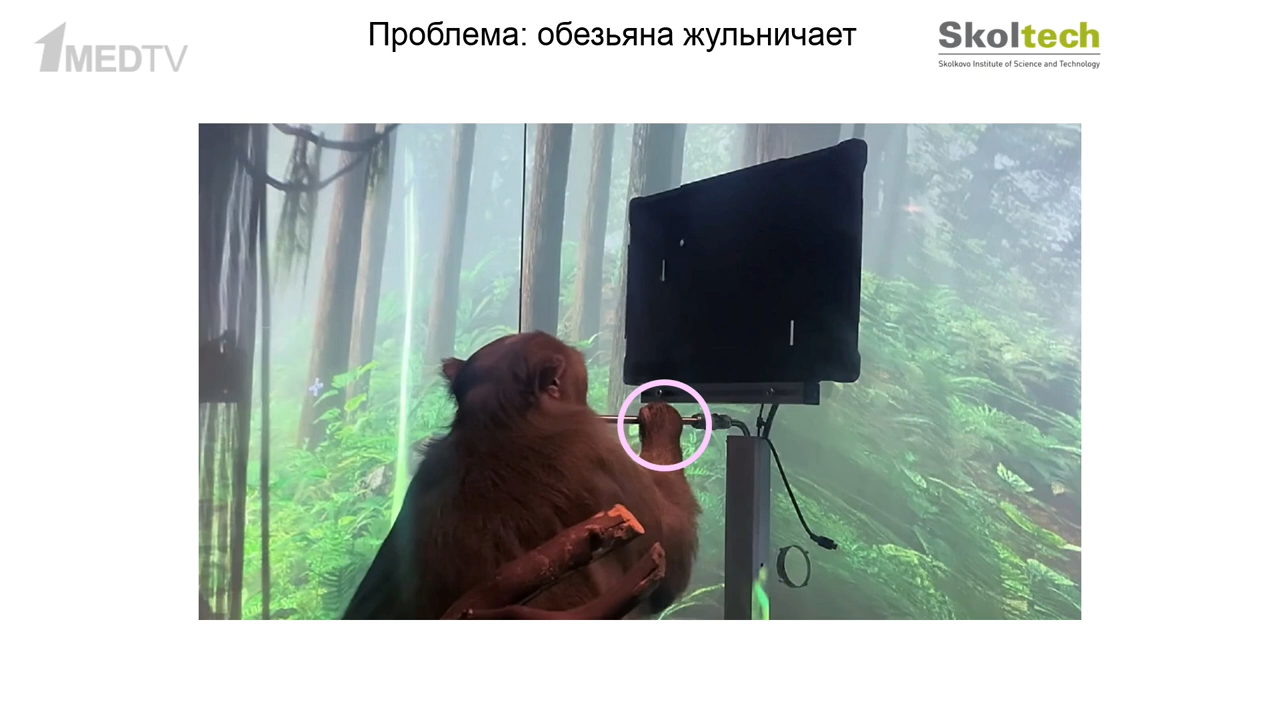 1MEDTV
Проблема: обезьяна жульничает
Skoltech
Skolkovo Institute of Science and Technology